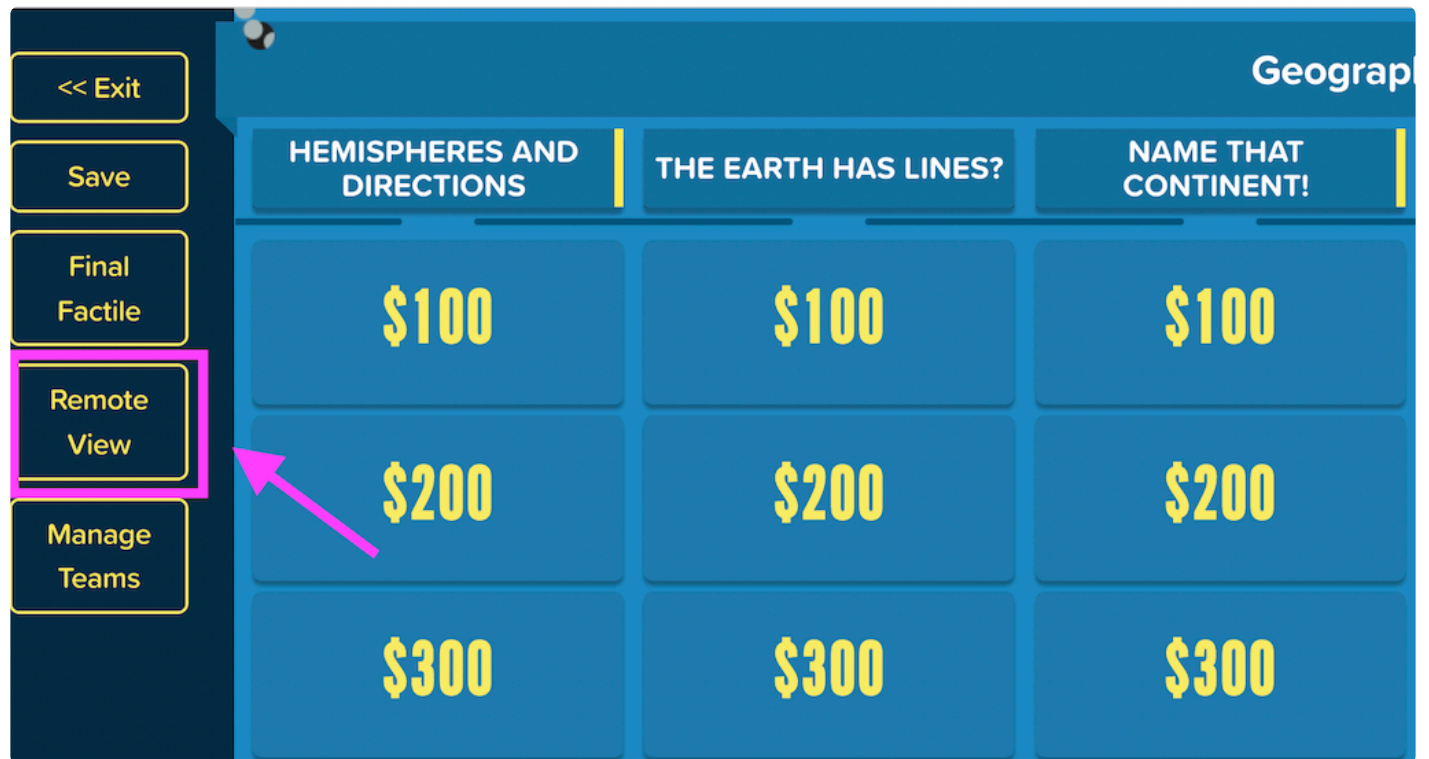 << Exit
Save
Final
Factile
Remote
View
Manage
Teams
Geograp
HEMISPHERES AND
DIRECTIONS
THE EARTH HAS LINES?
NAME THAT
CONTINENT!
$100 $100 $100
$200 $200 $200
$300 $300 $300